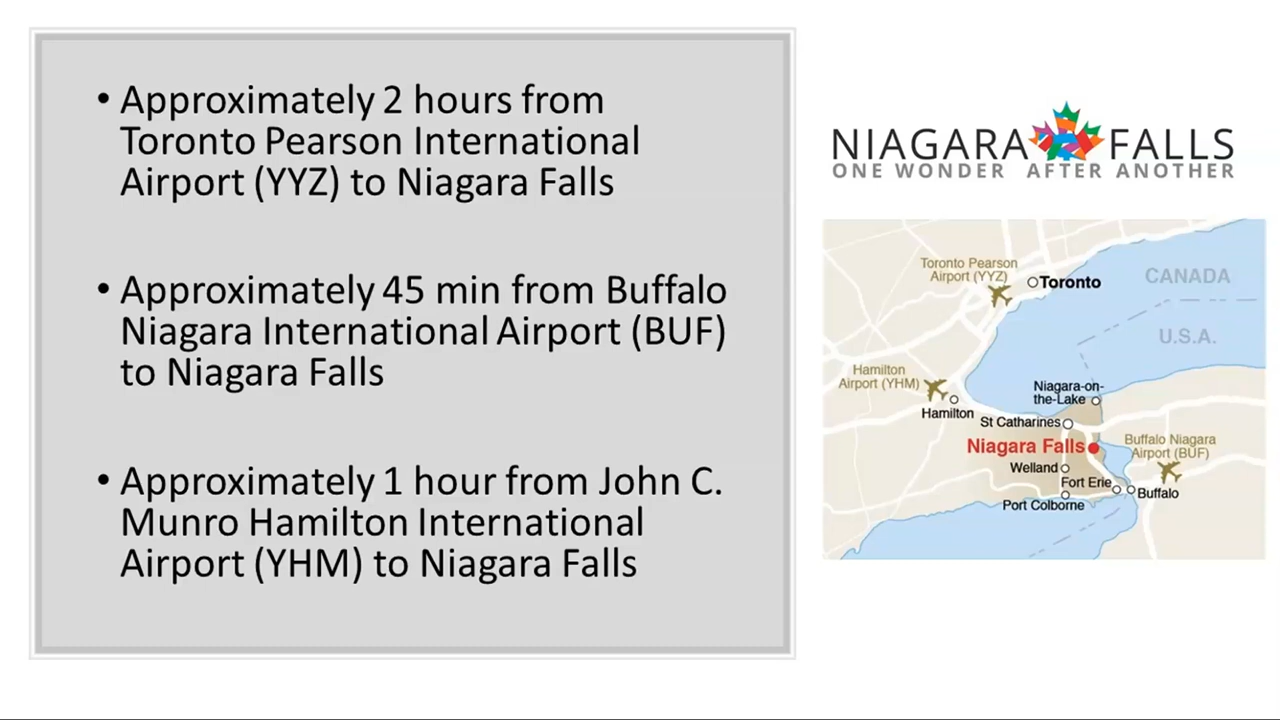 • Approximately 2 hours from
Toronto Pearson International
Airport (YYZ) to Niagara Falls
• Approximately 45 min from Buffalo
Niagara International Airport (BUF)
to Niagara Falls
• Approximately 1 hour from John C.
Munro Hamilton International
Airport (YHM) to Niagara Falls
NIAGARA FALLS
ONE WONDER AFTER ANOTHER
Toronto Pearson
Airport (YYZ)
Toronto
CANADA
U.S.A.
Hamilton
Airport (YHM)
Hamilton
Niagara-on-
the-Lake
St Catharines
Niagara Falls
Buffalo Niagara
Airport (BUF)
Welland
Fort Erie
Buffalo
Port Colborne